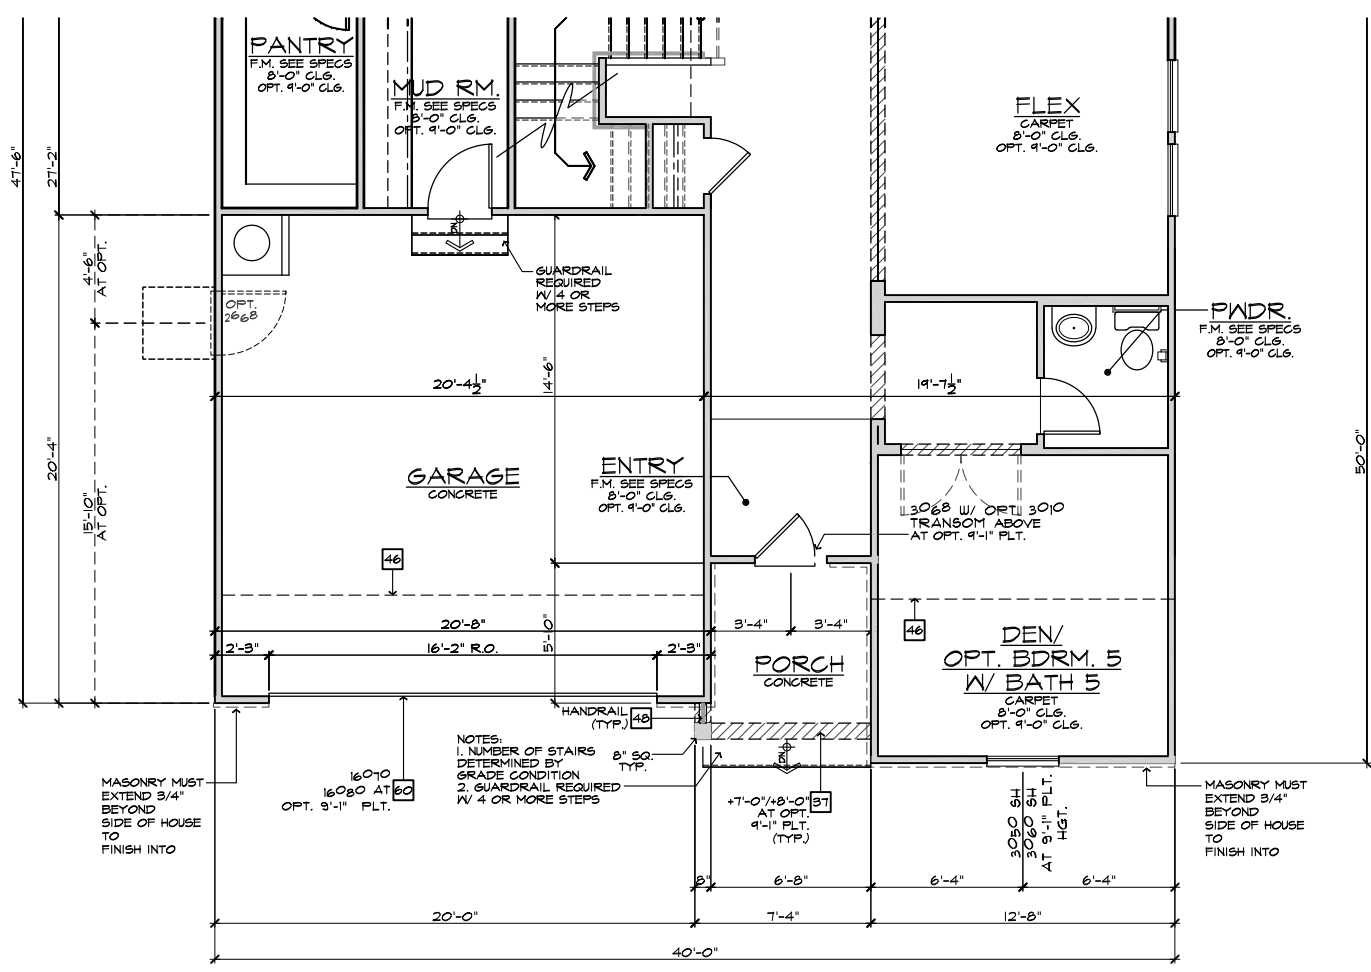 PANTRY
F.M. SEE SPECS
8'-0" CLG.
OPT. 9'-0" CLG.
MUD RM.
F.M. SEE SPECS
8'-0" CLG.
OPT. 9'-0" CLG.
FLEX
CARPET
8'-0" CLG.
OPT. 9'-0" CLG.
47'-6"
27'-2"
4'-6"
AT OPT.
DN
GUARDRAIL
REQUIRED
W/ 4 OR
MORE STEPS
OPT.
2668
PWDR.
F.M. SEE SPECS
8'-0" CLG.
OPT. 9'-0" CLG.
20'-4 1/2"
14'-6"
19'-7 1/2"
20'-4"
15'-10"
AT OPT.
50'-0"
GARAGE
CONCRETE
ENTRY
F.M. SEE SPECS
8'-0" CLG.
OPT. 9'-0" CLG.
3068 W/ OPT. 3010
TRANSOM ABOVE
AT OPT. 9'-1" PLT.
46
46
20'-8"
5'-10"
3'-4"
3'-4"
2'-3"
16'-2" R.O.
2'-3"
PORCH
CONCRETE
DEN/
OPT. BDRM. 5
W/ BATH 5
CARPET
8'-0" CLG.
OPT. 9'-0" CLG.
HANDRAIL
(TYP.)
48
NOTES:
1. NUMBER OF STAIRS
DETERMINED BY
GRADE CONDITION
2. GUARDRAIL REQUIRED
W/ 4 OR MORE STEPS
8" SQ.
TYP.
DN
MASONRY MUST
EXTEND 3/4"
BEYOND
SIDE OF HOUSE
TO
FINISH INTO
16070
16080 AT
OPT. 9'-1" PLT.
60
+7'-0"/+8'-0"
AT OPT.
9'-1" PLT.
(TYP.)
37
3050 SH
3060 SH
AT 9'-1" PLT.
HGT.
MASONRY MUST
EXTEND 3/4"
BEYOND
SIDE OF HOUSE
TO
FINISH INTO
8"
6'-8"
6'-4"
6'-4"
20'-0"
7'-4"
12'-8"
40'-0"